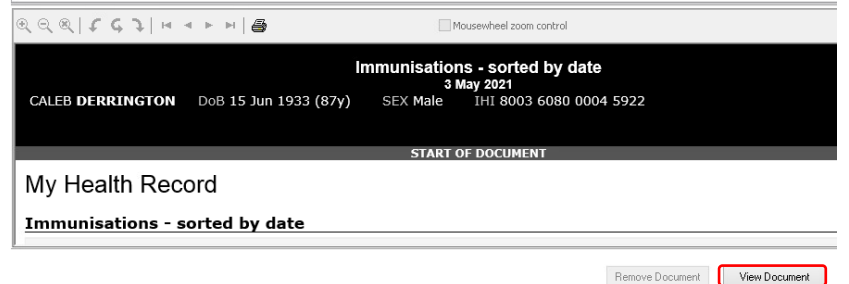 Mousewheel zoom control
Immunisations - sorted by date
3 May 2021
CALEB DERRINGTON DoB 15 Jun 1933 (87y) SEX Male IHI 8003 6080 0004 5922
START OF DOCUMENT
My Health Record
Immunisations - sorted by date
Remove Document View Document